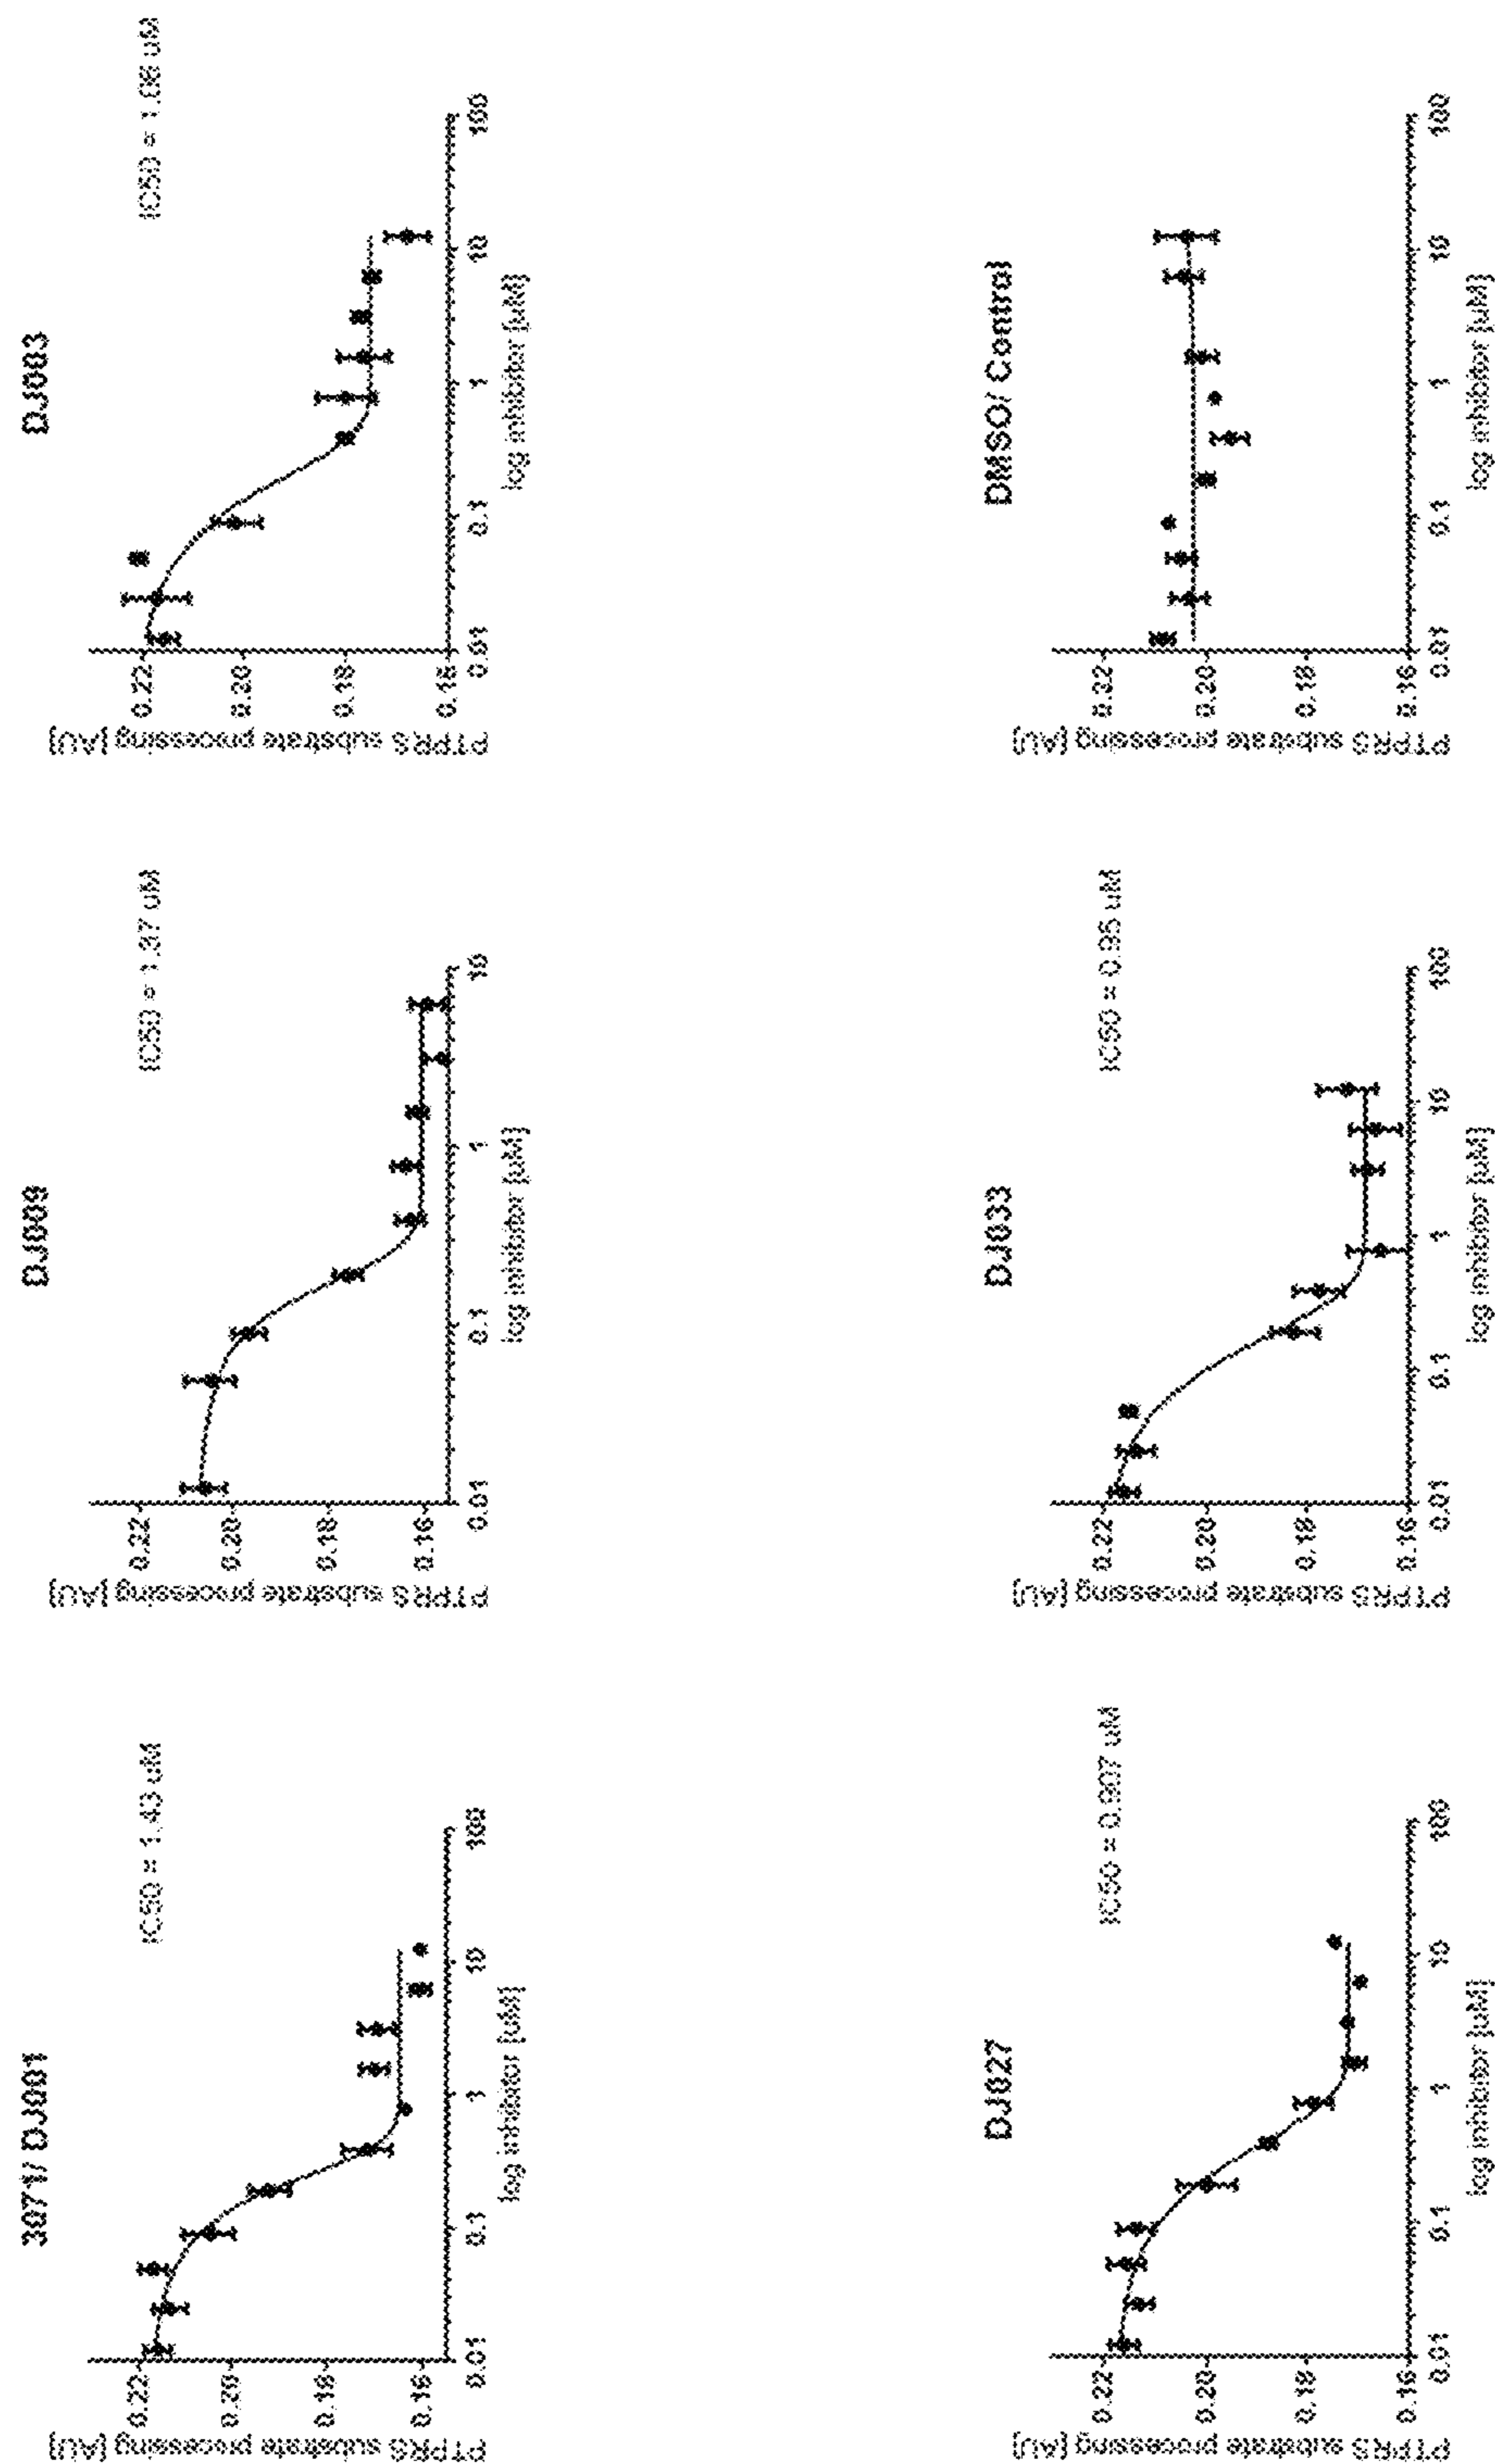 3071/ DJ001
PTPRS substrate processing [AU]
0.22
0.20
0.18
0.16
IC50 = 1.43 uM
0.01
0.1
1
10
100
log inhibitor [uM]
DJ009
PTPRS substrate processing [AU]
0.22
0.20
0.18
0.16
IC50 = 1.37 uM
0.01
0.1
1
10
log inhibitor [uM]
DJ003
PTPRS substrate processing [AU]
0.22
0.20
0.18
0.16
IC50 = 1.08 uM
0.01
0.1
1
10
100
log inhibitor [uM]
DJ027
PTPRS substrate processing [AU]
0.22
0.20
0.18
0.16
IC50 = 0.907 uM
0.01
0.1
1
10
100
log inhibitor [uM]
DJ033
PTPRS substrate processing [AU]
0.22
0.20
0.18
0.16
IC50 = 0.95 uM
0.01
0.1
1
10
100
log inhibitor [uM]
DMSO/ Control
PTPRS substrate processing [AU]
0.22
0.20
0.18
0.16
0.01
0.1
1
10
100
log inhibitor [uM]